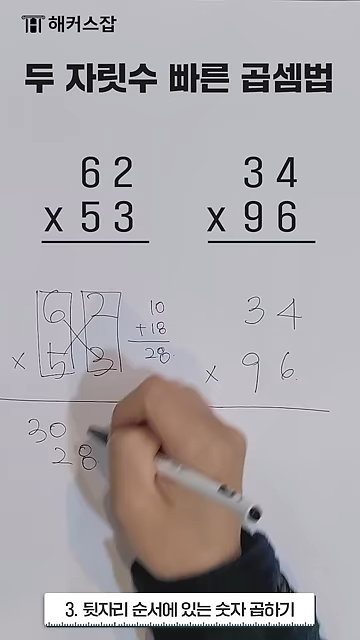 해커스잡
두 자릿수 빠른 곱셈법
62
x 53
34
x 96
62
x 53
10
+18
28
34
x 96
30
28
3. 뒷자리 순서에 있는 숫자 곱하기